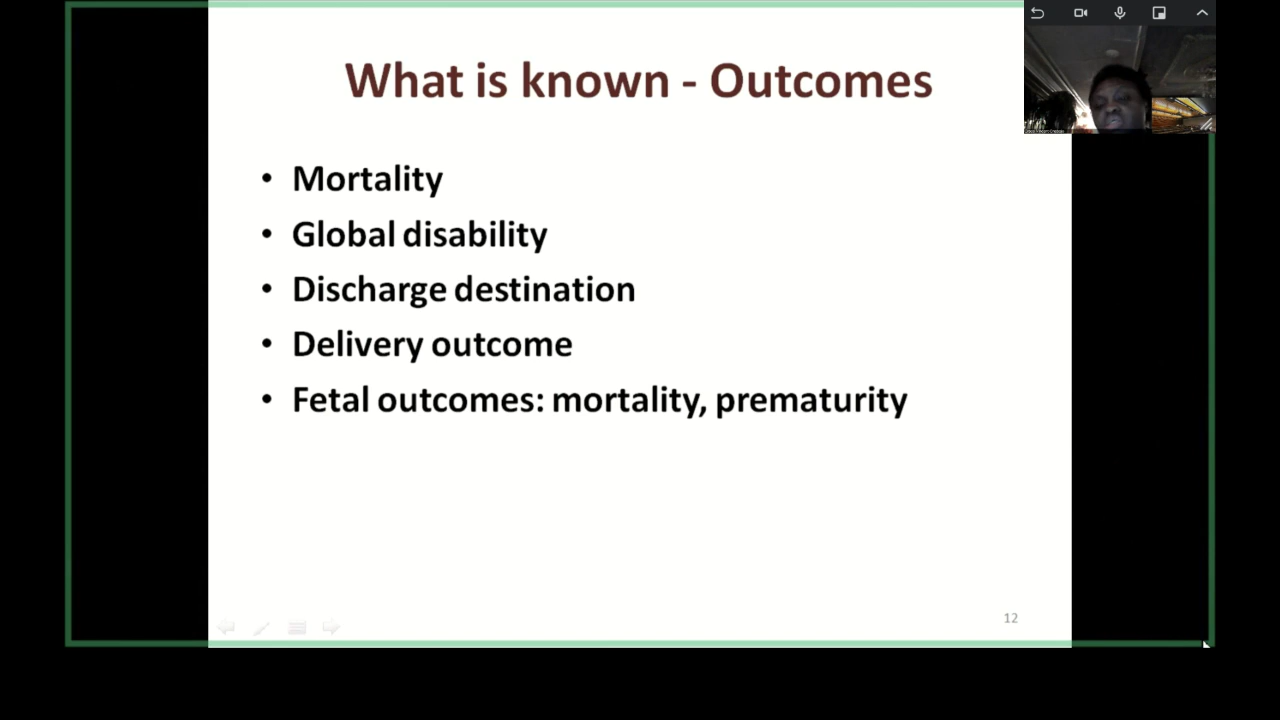 What is known - Outcomes
• Mortality
• Global disability
• Discharge destination
• Delivery outcome
• Fetal outcomes: mortality, prematurity
12